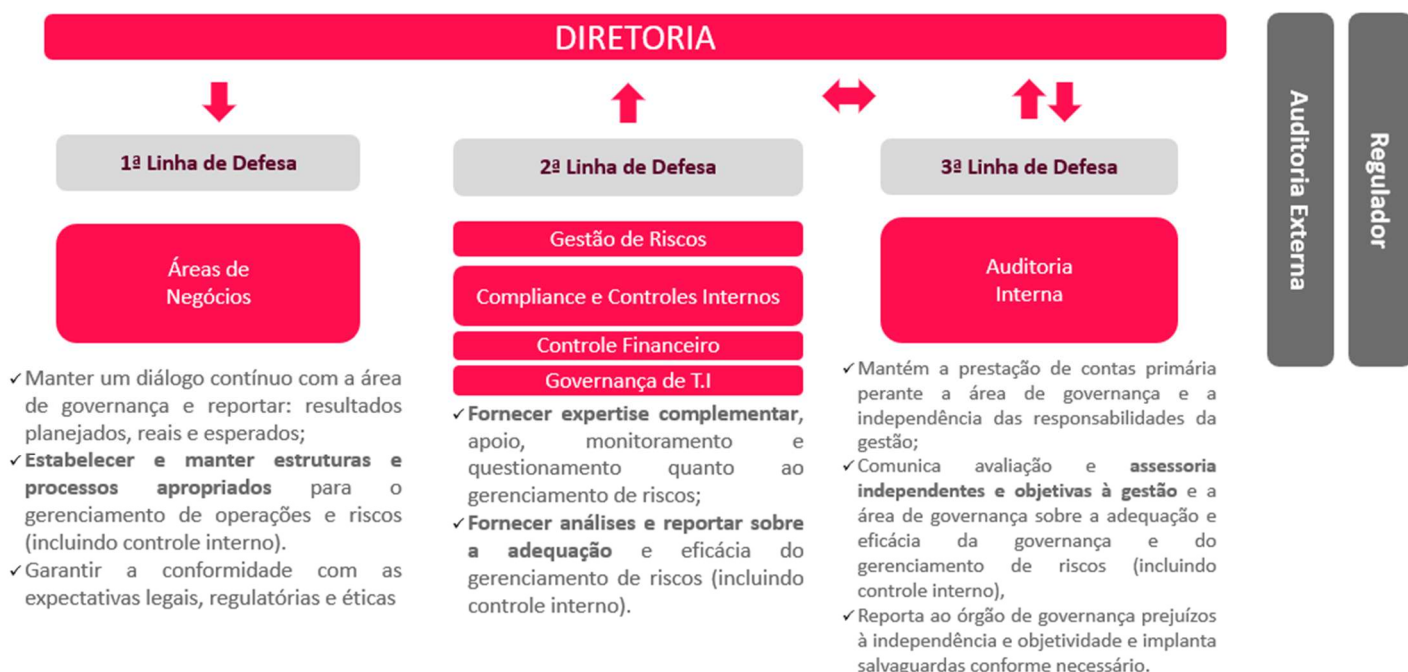 DIRETORIA
1ª Linha de Defesa
Áreas de
Negócios
✓Manter um diálogo contínuo com a área
de governança e reportar: resultados
planejados, reais e esperados;
✓Estabelecer e manter estruturas e
processos apropriados para o
gerenciamento de operações e riscos
(incluindo controle interno).
✓Garantir a conformidade com as
expectativas legais, regulatórias e éticas
2ª Linha de Defesa
Gestão de Riscos
Compliance e Controles Internos
Controle Financeiro
Governança de T.I
✓Fornecer expertise complementar,
apoio, monitoramento e
questionamento quanto ao
gerenciamento de riscos;
✓Fornecer análises e reportar sobre
a adequação e eficácia do
gerenciamento de riscos (incluindo
controle interno).
3ª Linha de Defesa
Auditoria
Interna
✓Mantém a prestação de contas primária
perante a área de governança e a
independência das responsabilidades da
gestão;
✓Comunica avaliação e assessoria
independentes e objetivas à gestão e a
área de governança sobre a adequação e
eficácia da governança e do
gerenciamento de riscos (incluindo
controle interno),
✓Reporta ao órgão de governança prejuízos
à independência e objetividade e implanta
salvaguardas conforme necessário.
Auditoria Externa
Regulador